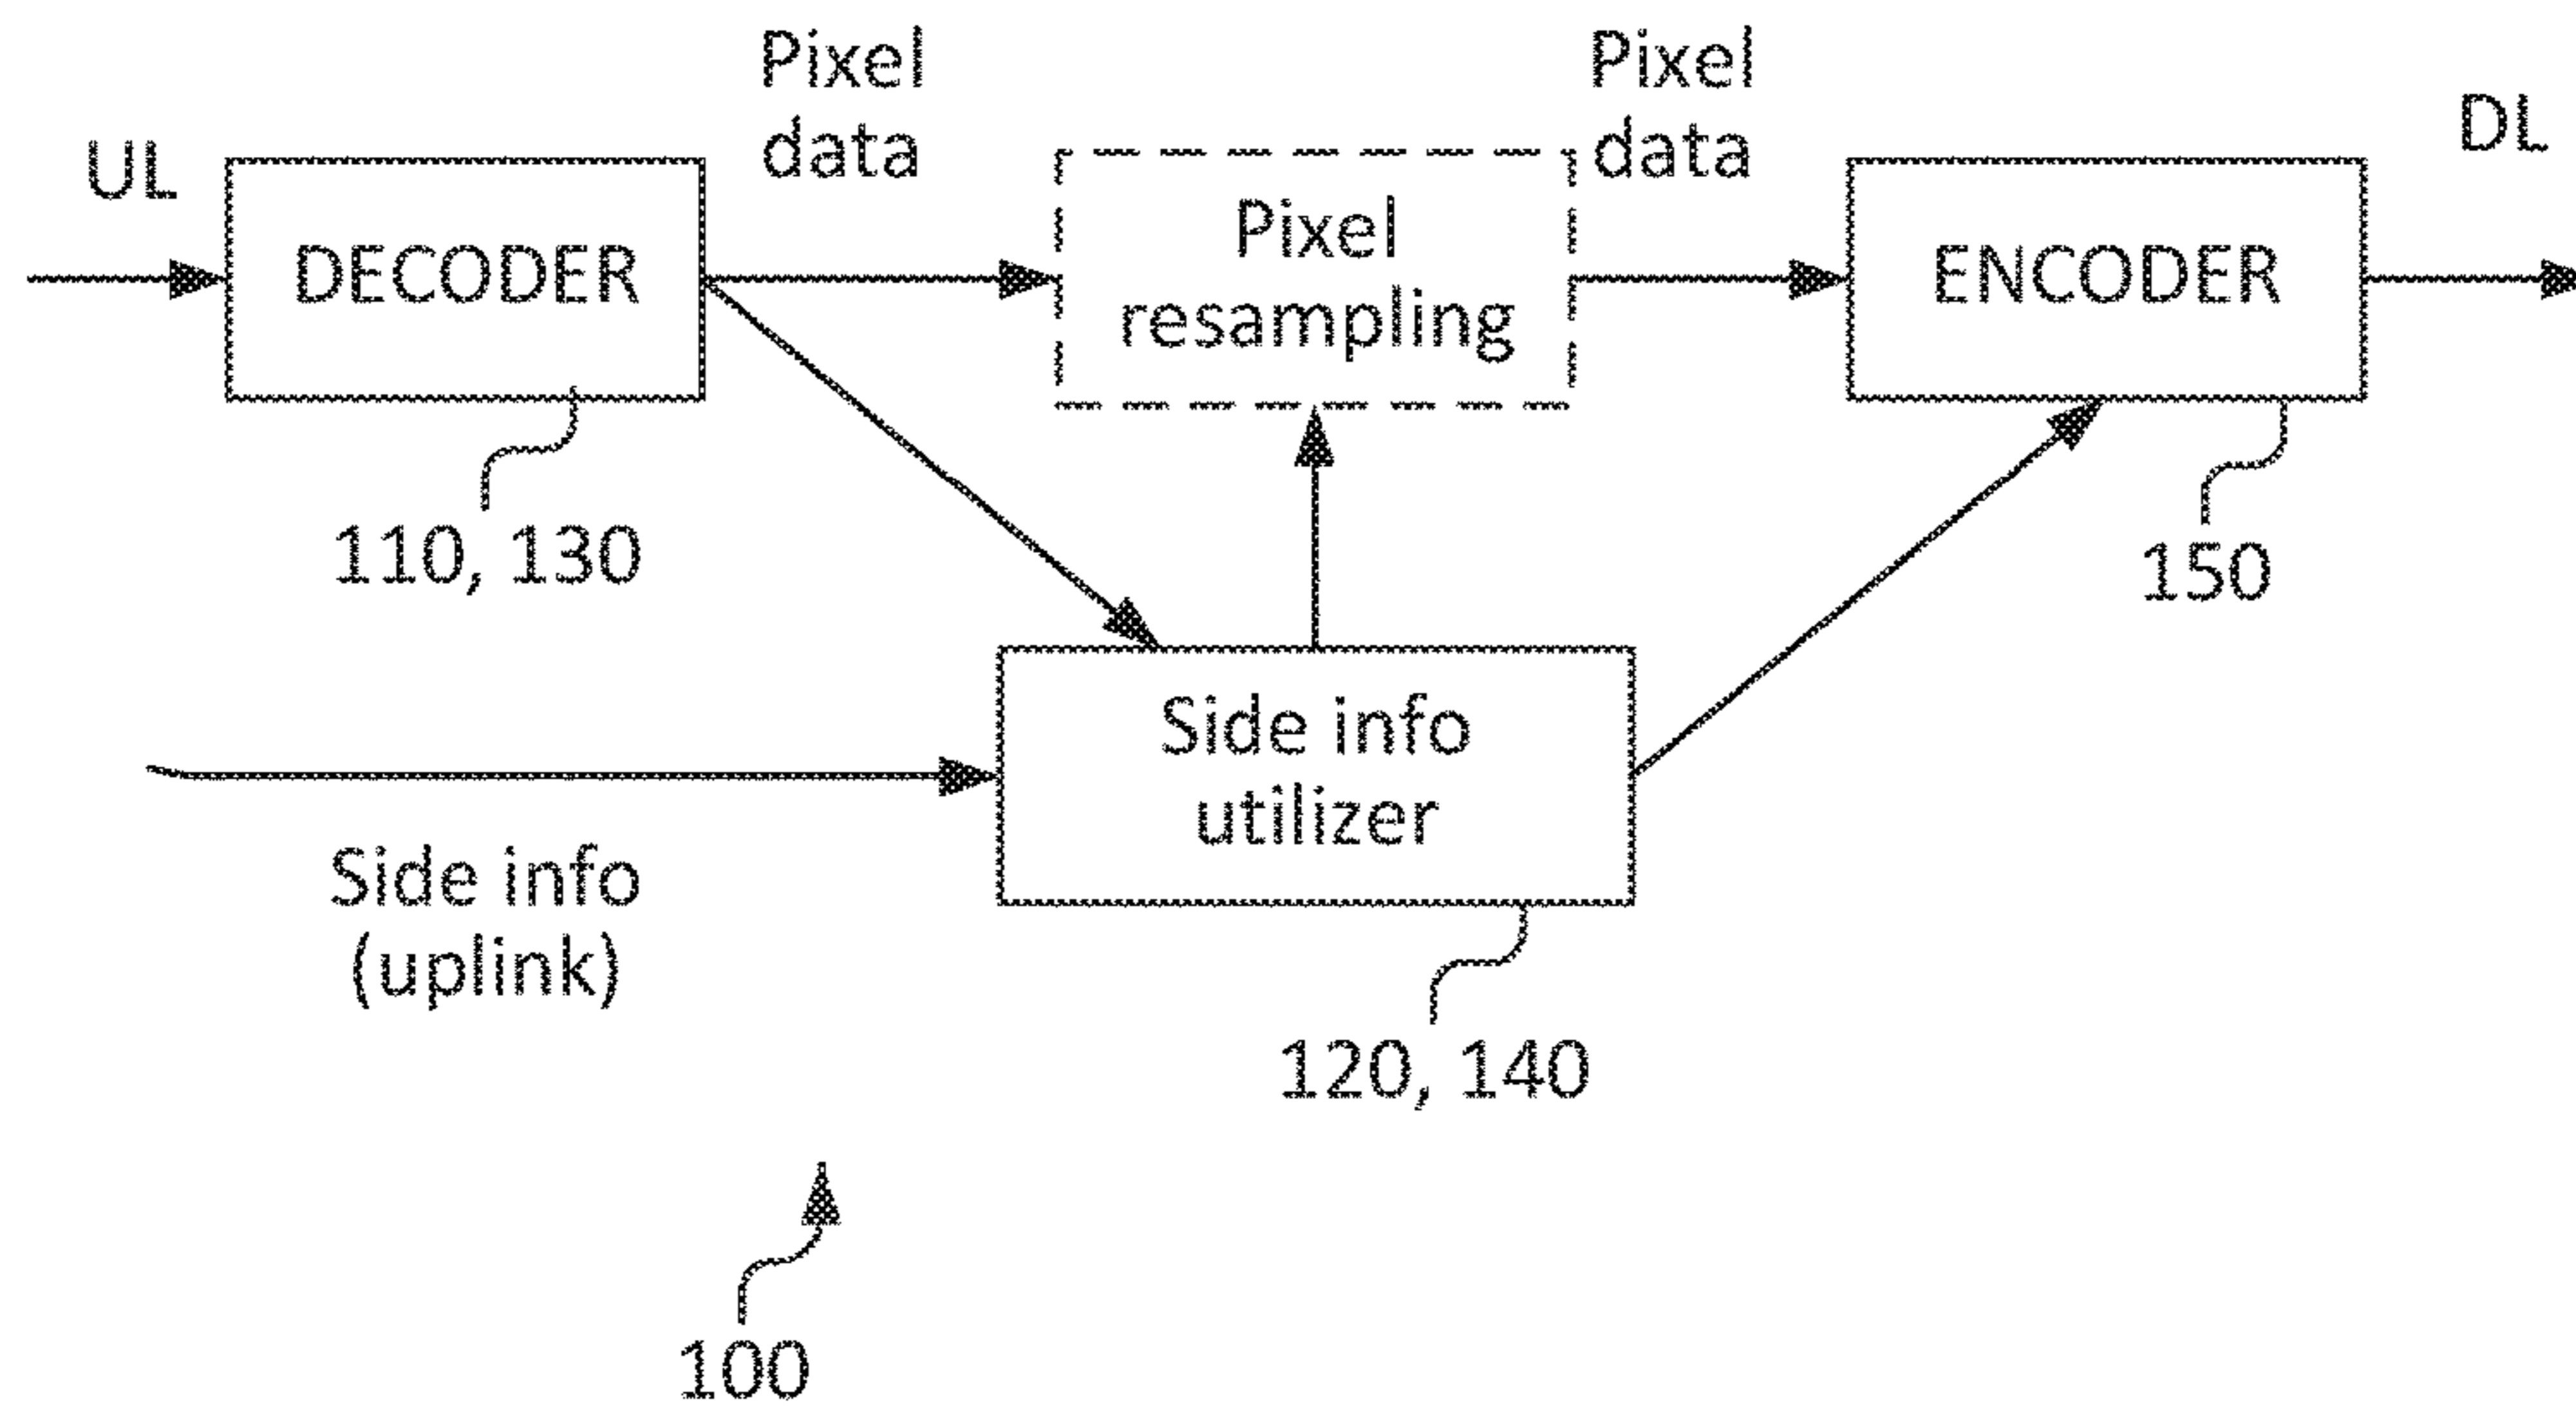 UL
DECODER
110, 130
Pixel
data
Pixel
resampling
Pixel
data
ENCODER
150
DL
Side info
(uplink)
Side info
utilizer
120, 140
100